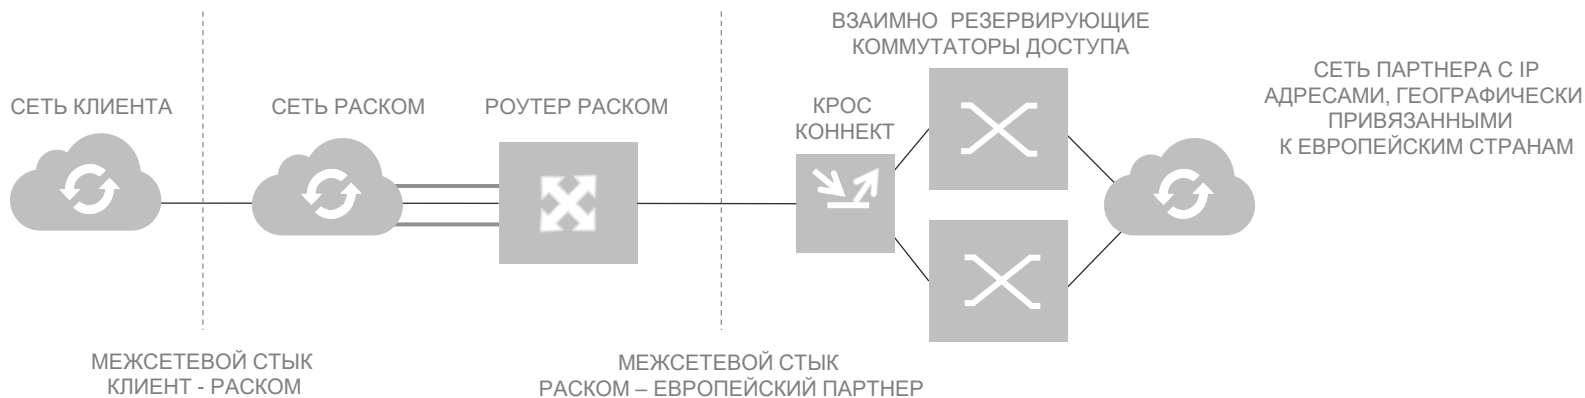 ВЗАИМНО РЕЗЕРВИРУЮЩИЕ
КОММУТАТОРЫ ДОСТУПА
СЕТЬ ПАРТНЕРА С IP
АДРЕСАМИ, ГЕОГРАФИЧЕСКИ
ПРИВЯЗАННЫМИ
К ЕВРОПЕЙСКИМ СТРАНАМ
СЕТЬ КЛИЕНТА
СЕТЬ РАСКОМ
РОУТЕР РАСКОМ
КРОС
КОННЕКТ
МЕЖСЕТЕВОЙ СТЫК
КЛИЕНТ - РАСКОМ
МЕЖСЕТЕВОЙ СТЫК
РАСКОМ – ЕВРОПЕЙСКИЙ ПАРТНЕР